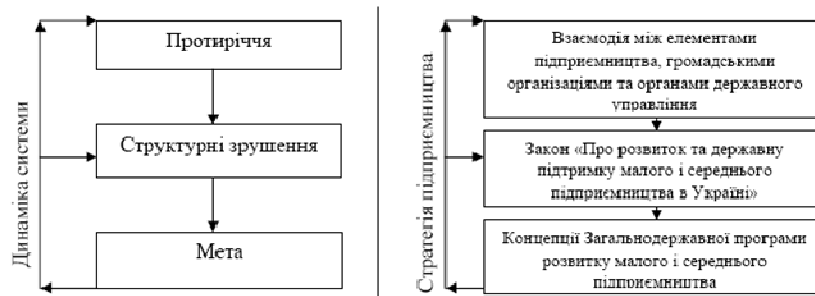 Динаміка системи
Протиріччя
Структурні зрушення
Мета
Стратегія підприємництва
Взаємодія між елементами
підприємництва, громадськими
організаціями та органами державного
управління
Закон «Про розвиток та державну
підтримку малого і середнього
підприємництва в Україні»
Концепції Загальнодержавної програми
розвитку малого і середнього
підприємництва